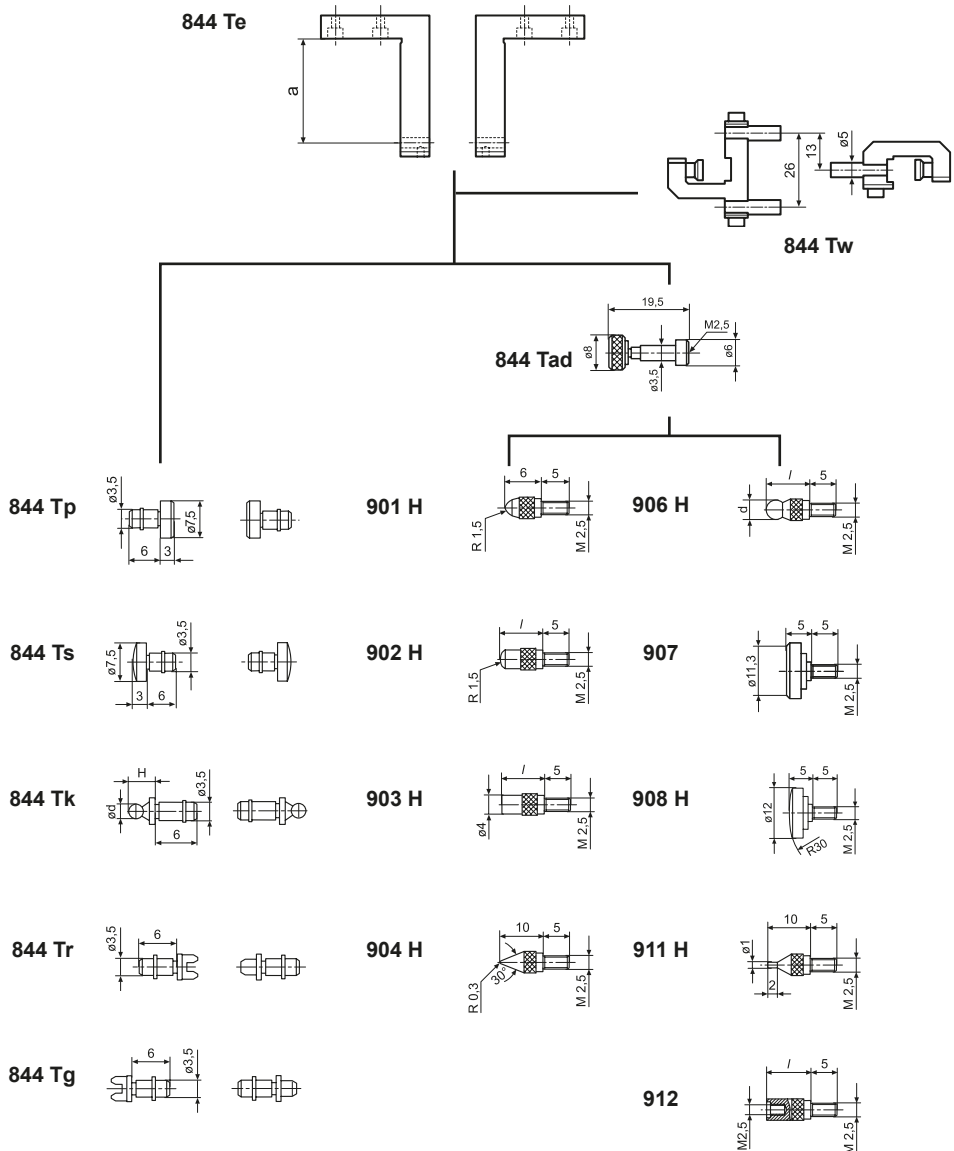 844 Te
a
26
13
ø5
844 Tw
19,5
M2,5
ø8
ø6
ø3,5
844 Tad
844 Tp
ø3,5
ø7,5
6
3
901 H
6
5
R 1,5
M 2,5
906 H
l
5
d
M 2,5
844 Ts
ø7,5
ø3,5
3
6
902 H
l
5
R 1,5
M 2,5
907
5
5
ø11,3
M 2,5
844 Tk
H
ød
ø3,5
6
903 H
l
5
ø4
M 2,5
908 H
5
5
ø12
R30
M 2,5
844 Tr
ø3,5
6
904 H
10
5
R 0,3
30°
M 2,5
911 H
10
5
ø1
2
M 2,5
844 Tg
6
ø3,5
912
l
5
M2,5
M 2,5